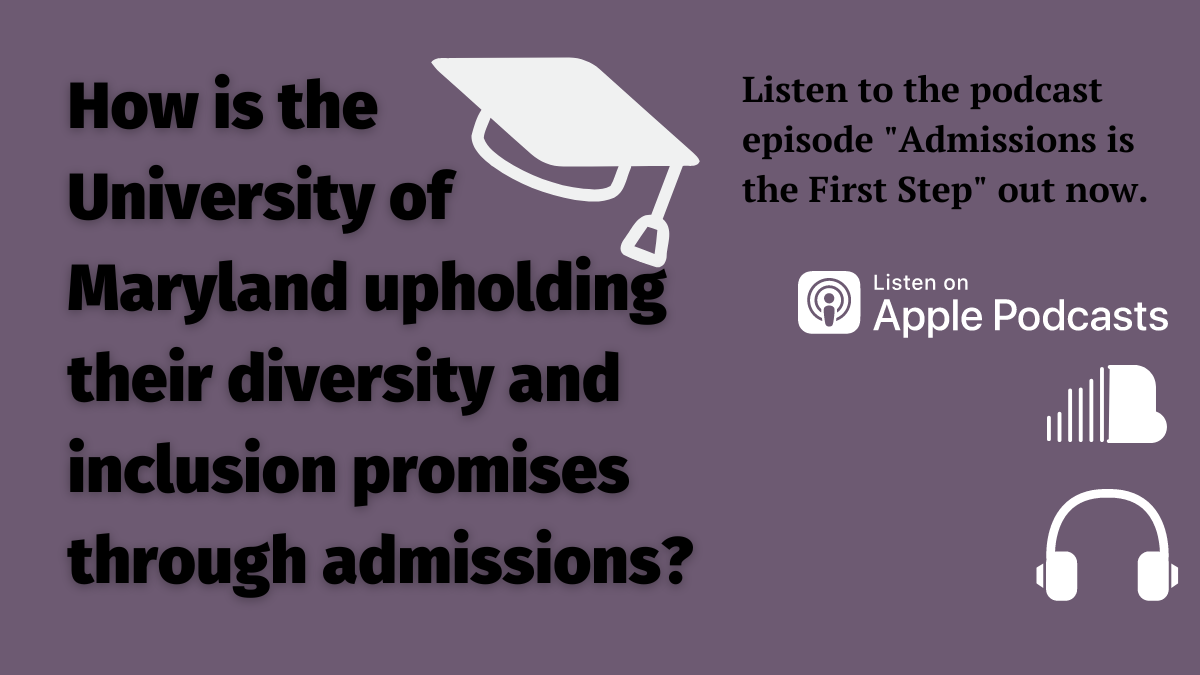 How is the
University of
Maryland upholding
their diversity and
inclusion promises
through admissions?
Listen to the podcast
episode "Admissions is
the First Step" out now.
Listen on
Apple Podcasts